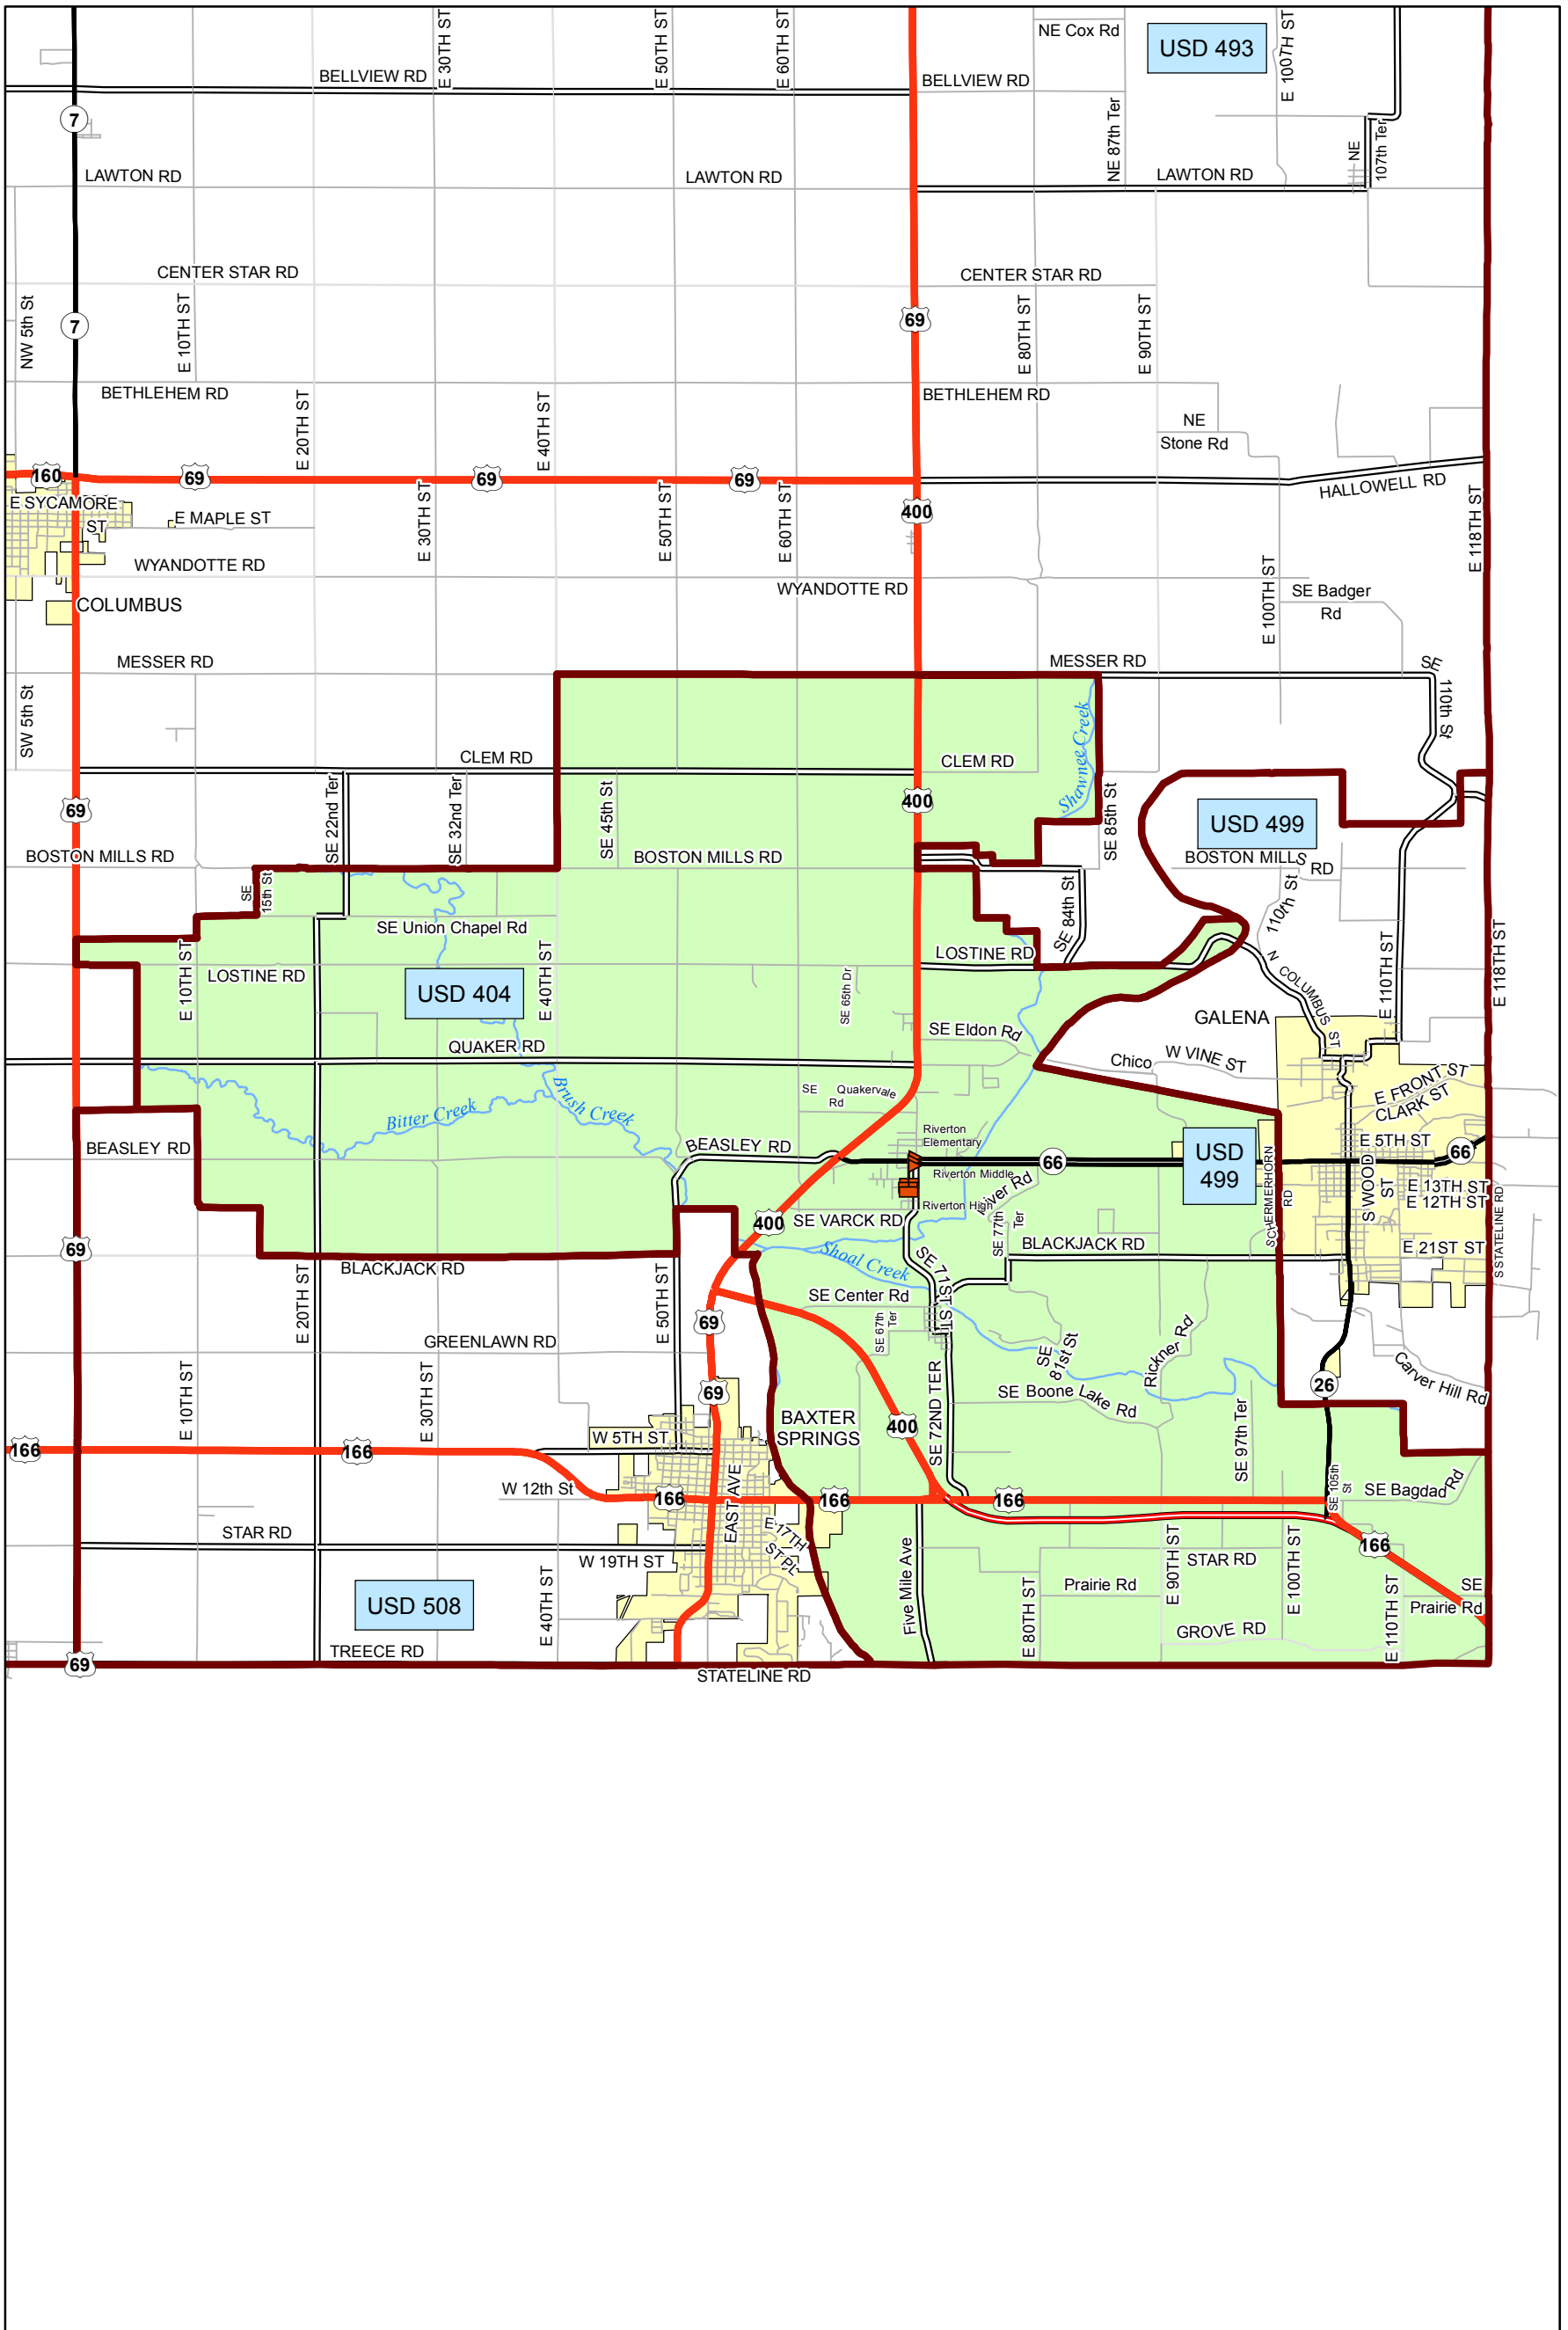 E 30TH ST
E 50TH ST
E 60TH ST
NE Cox Rd
USD 493
E 100TH ST
BELLVIEW RD
BELLVIEW RD
7
NE 87th Ter
NE
107th Ter
LAWTON RD
LAWTON RD
LAWTON RD
CENTER STAR RD
CENTER STAR RD
NW 5th St
7
E 10TH ST
69
E 80TH ST
E 90TH ST
BETHLEHEM RD
BETHLEHEM RD
E 20TH ST
E 40TH ST
NE
Stone Rd
160
69
69
69
HALLOWELL RD
E SYCAMORE
ST
E MAPLE ST
E 30TH ST
E 50TH ST
E 60TH ST
400
E 118TH ST
WYANDOTTE RD
WYANDOTTE RD
E 100TH ST
SE Badger
Rd
COLUMBUS
MESSER RD
MESSER RD
SE
110th St
SW 5th St
Shawnee Creek
CLEM RD
CLEM RD
69
SE 22nd Ter
SE 32nd Ter
SE 45th St
400
SE 85th St
USD 499
BOSTON MILLS RD
BOSTON MILLS RD
BOSTON MILLS
RD
SE
15th St
SE 84th St
110th St
SE Union Chapel Rd
E 10TH ST
LOSTINE RD
E 40TH ST
LOSTINE RD
N COLUMBUS
ST
E 110TH ST
E 118TH ST
USD 404
SE 65th Dr
GALENA
SE Eldon Rd
QUAKER RD
Chico
W VINE ST
Bitter Creek
Brush Creek
SE
Quakervale
Rd
E FRONT ST
CLARK ST
BEASLEY RD
BEASLEY RD
Riverton
Elementary
USD
499
E 5TH ST
66
66
Riverton Middle
River Rd
SCHERMERHORN
RD
S WOOD
ST
E 13TH ST
E 12TH ST
Riverton High
S STATELINE RD
400
SE VARCK RD
SE 77th
Ter
69
Shoal Creek
SE 71ST ST
BLACKJACK RD
E 21ST ST
BLACKJACK RD
E 20TH ST
E 50TH ST
SE Center Rd
69
SE 67th
Ter
GREENLAWN RD
SE
81st St
Rickner Rd
Carver Hill Rd
E 10TH ST
E 30TH ST
69
26
SE Boone Lake Rd
BAXTER
SPRINGS
400
SE 72ND TER
SE 97th Ter
166
166
W 5TH ST
W 12th St
166
166
166
SE 105th
St
SE Bagdad Rd
EAST AVE
STAR RD
E 17TH
ST PL
W 19TH ST
STAR RD
166
E 40TH ST
USD 508
Five Mile Ave
E 80TH ST
Prairie Rd
E 90TH ST
E 100TH ST
E 110TH ST
SE
Prairie Rd
GROVE RD
TREECE RD
69
STATELINE RD